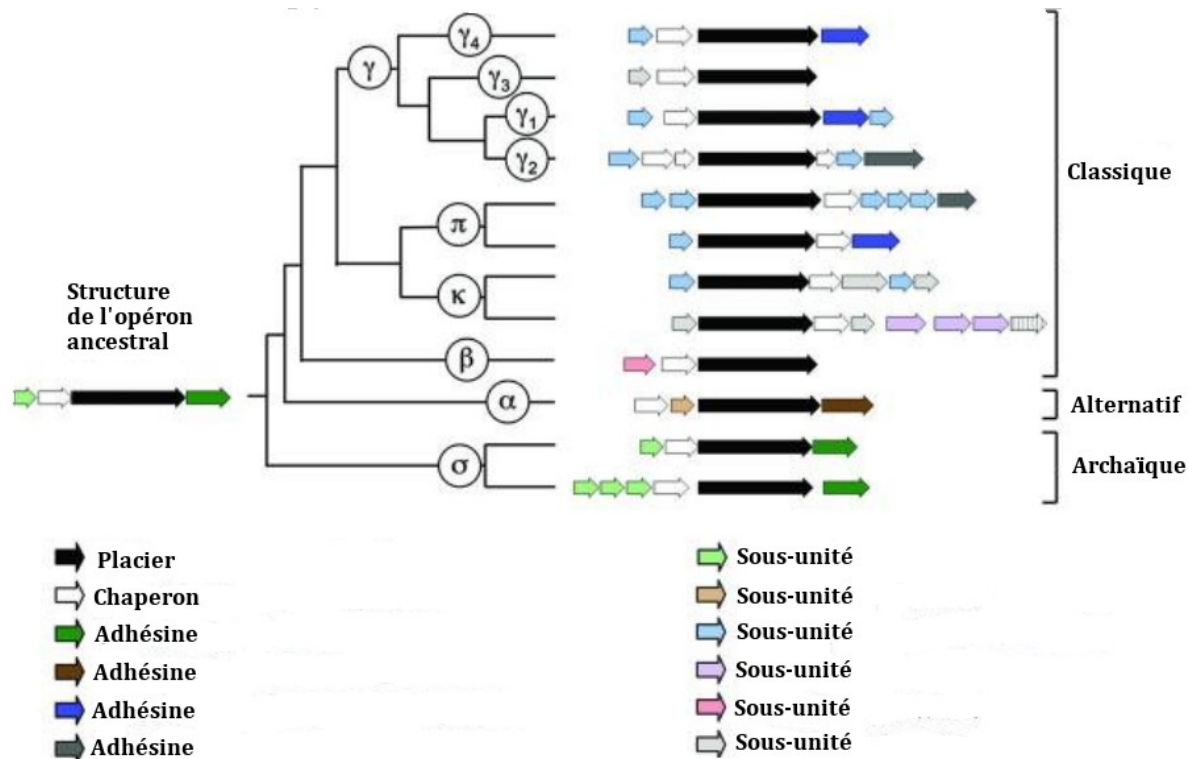 γ4
γ
γ3
γ1
γ2
Classique
π
κ
Structure
de l'opéron
ancestral
β
α
Alternatif
σ
Archaïque
Placier
Chaperon
Adhésine
Adhésine
Adhésine
Adhésine
Sous-unité
Sous-unité
Sous-unité
Sous-unité
Sous-unité
Sous-unité